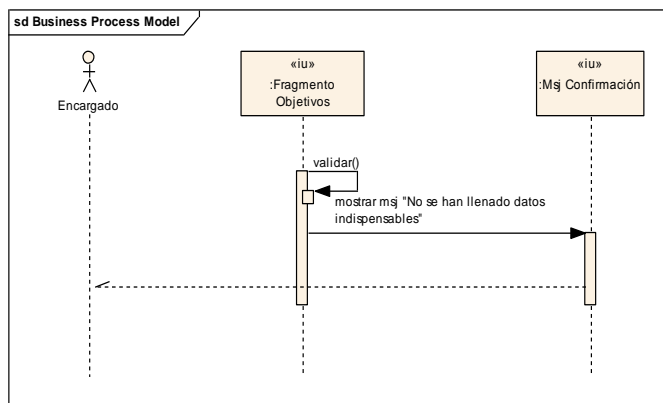 sd Business Process Model
Encargado
«iu»
:Fragmento
Objetivos
«iu»
:Msj Confirmación
validar()
mostrar msj "No se han llenado datos
indispensables"